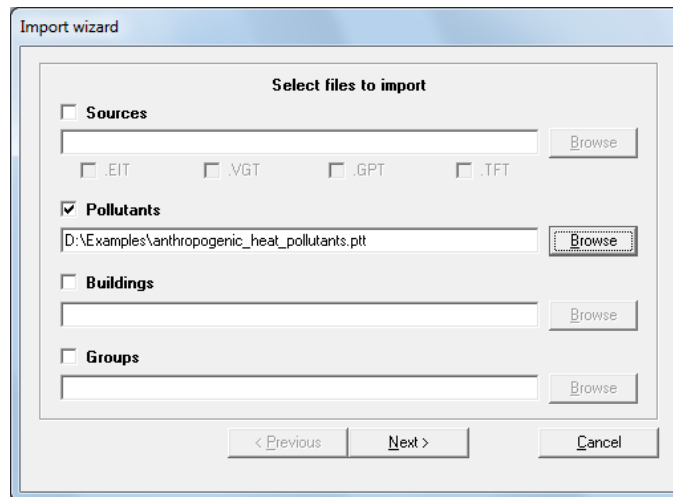 Import wizard
Select files to import
Sources
Browse
.EIT .VGT .GPT .TFT
Pollutants
D:\Examples\anthropogenic_heat_pollutants.ptt Browse
Buildings
Browse
Groups
Browse
< Previous Next > Cancel